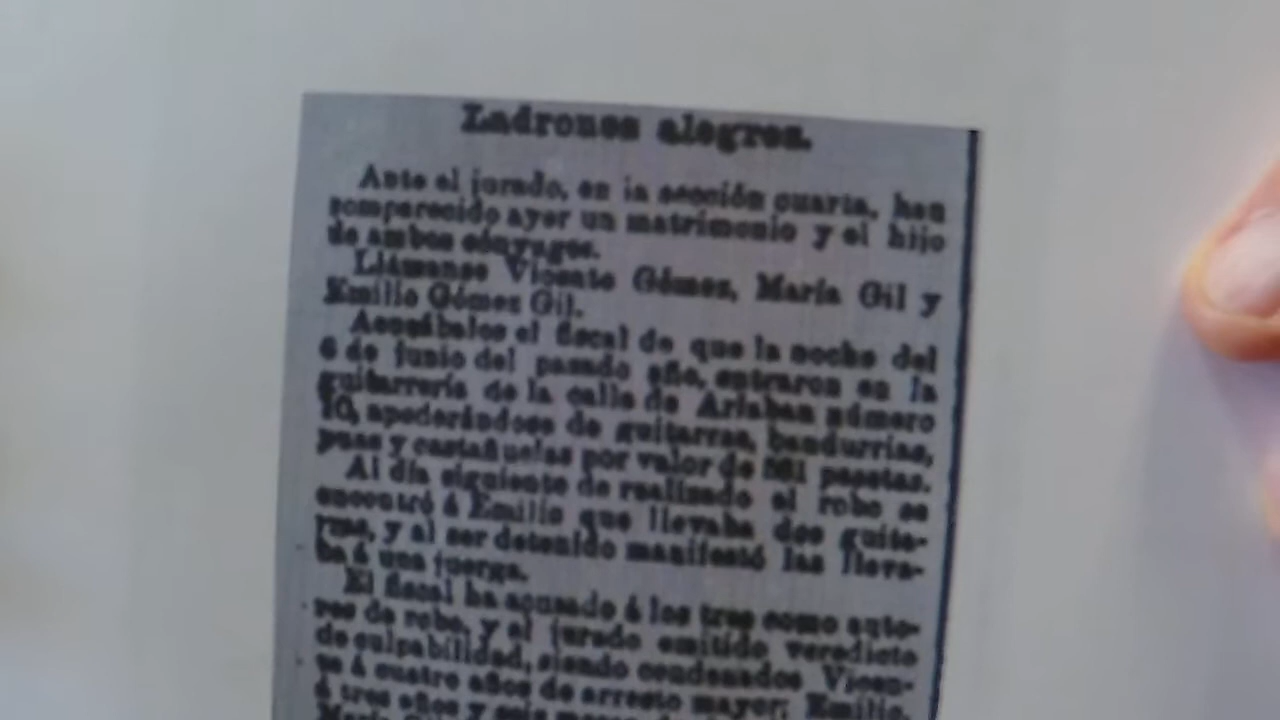 Ladrones alegres.
Ante el jurado, en la sección cuarta, han
comparecido ayer un matrimonio y el hijo
de ambos cónyuges.
Llámanse Vicente Gómez, María Gil y
Emilio Gómez Gil.
Acusábalos el fiscal de que la noche del
6 de junio del pasado año, entraron en la
guitarrería de la calle de Arlaban número
10, apoderándose de guitarras, bandurrias,
puas y castañuelas por valor de 561 pesetas.
Al día siguiente de realizado el robo se
encontró á Emilio que llevaba dos guita-
rras, y al ser detenido manifestó las lleva-
ba á una juerga.
El fiscal ha acusado á los tres como auto-
res de robo, y el jurado emitido veredicto
de culpabilidad, siendo condenados Vicen-
te á cuatro años de arresto mayor; Emilio,
á tres años y seis meses
María